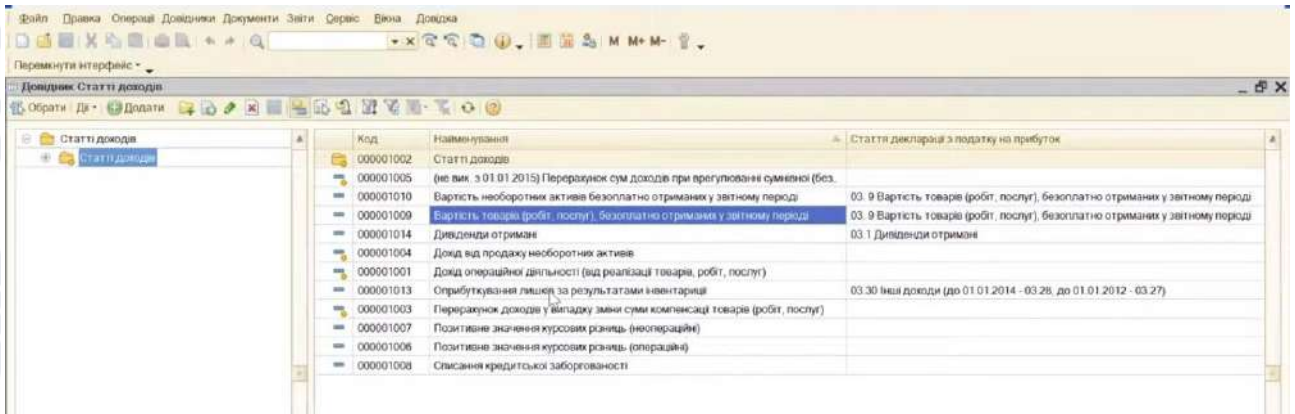 Файл Правка Операції Довідники Документи Звіти Сервіс Вікна Довідка
M M+ M-
Перемкнути інтерфейс
Довідник Статті доходів
Обрати Дії Додати
Статті доходів
Статті доходів
Код Найменування Стаття декларації з податку на прибуток
000001002 Статті доходів
000001005 (не вик. з 01.01.2015) Перерахунок сум доходів при врегулюванні сумнівної (без.
000001010 Вартість необоротних активів безоплатно отриманих у звітному періоді 03. 9 Вартість товарів (робіт, послуг), безоплатно отриманих у звітному періоді
000001009 Вартість товарів (робіт, послуг), безоплатно отриманих у звітному періоді 03. 9 Вартість товарів (робіт, послуг), безоплатно отриманих у звітному періоді
000001014 Дивіденди отримані 03.1 Дивіденди отримані
000001004 Дохід від продажу необоротних активів
000001001 Дохід операційної діяльності (від реалізації товарів, робіт, послуг)
000001013 Оприбуткування лишків за результатами інвентаризації 03.30 Інші доходи (до 01.01.2014 - 03.28, до 01.01.2012 - 03.27)
000001003 Перерахунок доходів у випадку зміни суми компенсації товарів (робіт, послуг)
000001007 Позитивне значення курсових різниць (неопераційні)
000001006 Позитивне значення курсових різниць (операційні)
000001008 Списання кредитської заборгованості